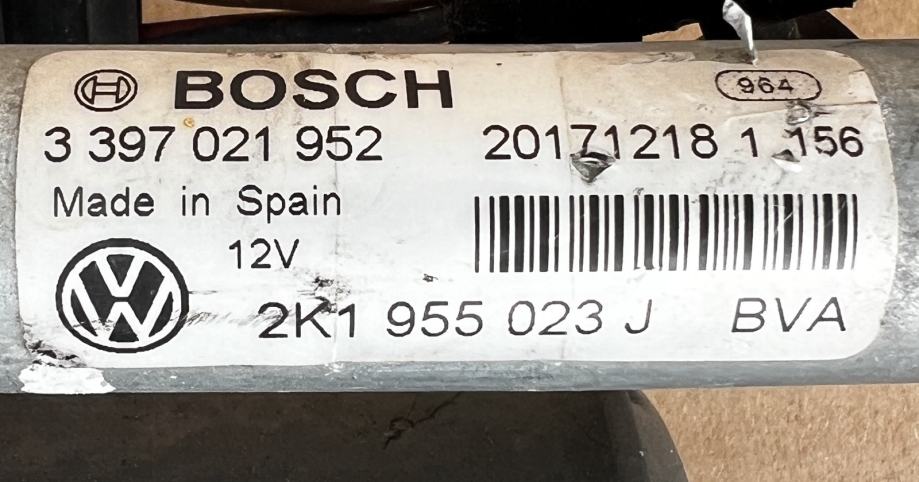 BOSCH 964
3 397 021 952 20171218 1 156
Made in Spain
12V
2K1 955 023 J BVA